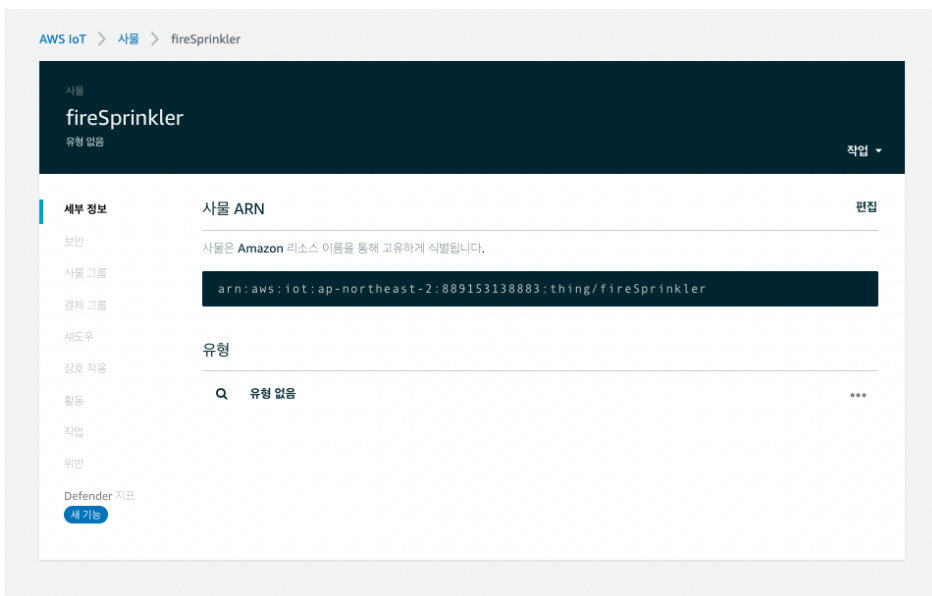 AWS IoT > 사물 > fireSprinkler
사물
fireSprinkler
유형 없음
작업
세부 정보
보안
사물 그룹
결제 그룹
섀도우
상호 작용
활동
작업
위반
Defender 지표
새 기능
사물 ARN
편집
사물은 Amazon 리소스 이름을 통해 고유하게 식별됩니다.
arn:aws:iot:ap-northeast-2:889153138883:thing/fireSprinkler
유형
유형 없음